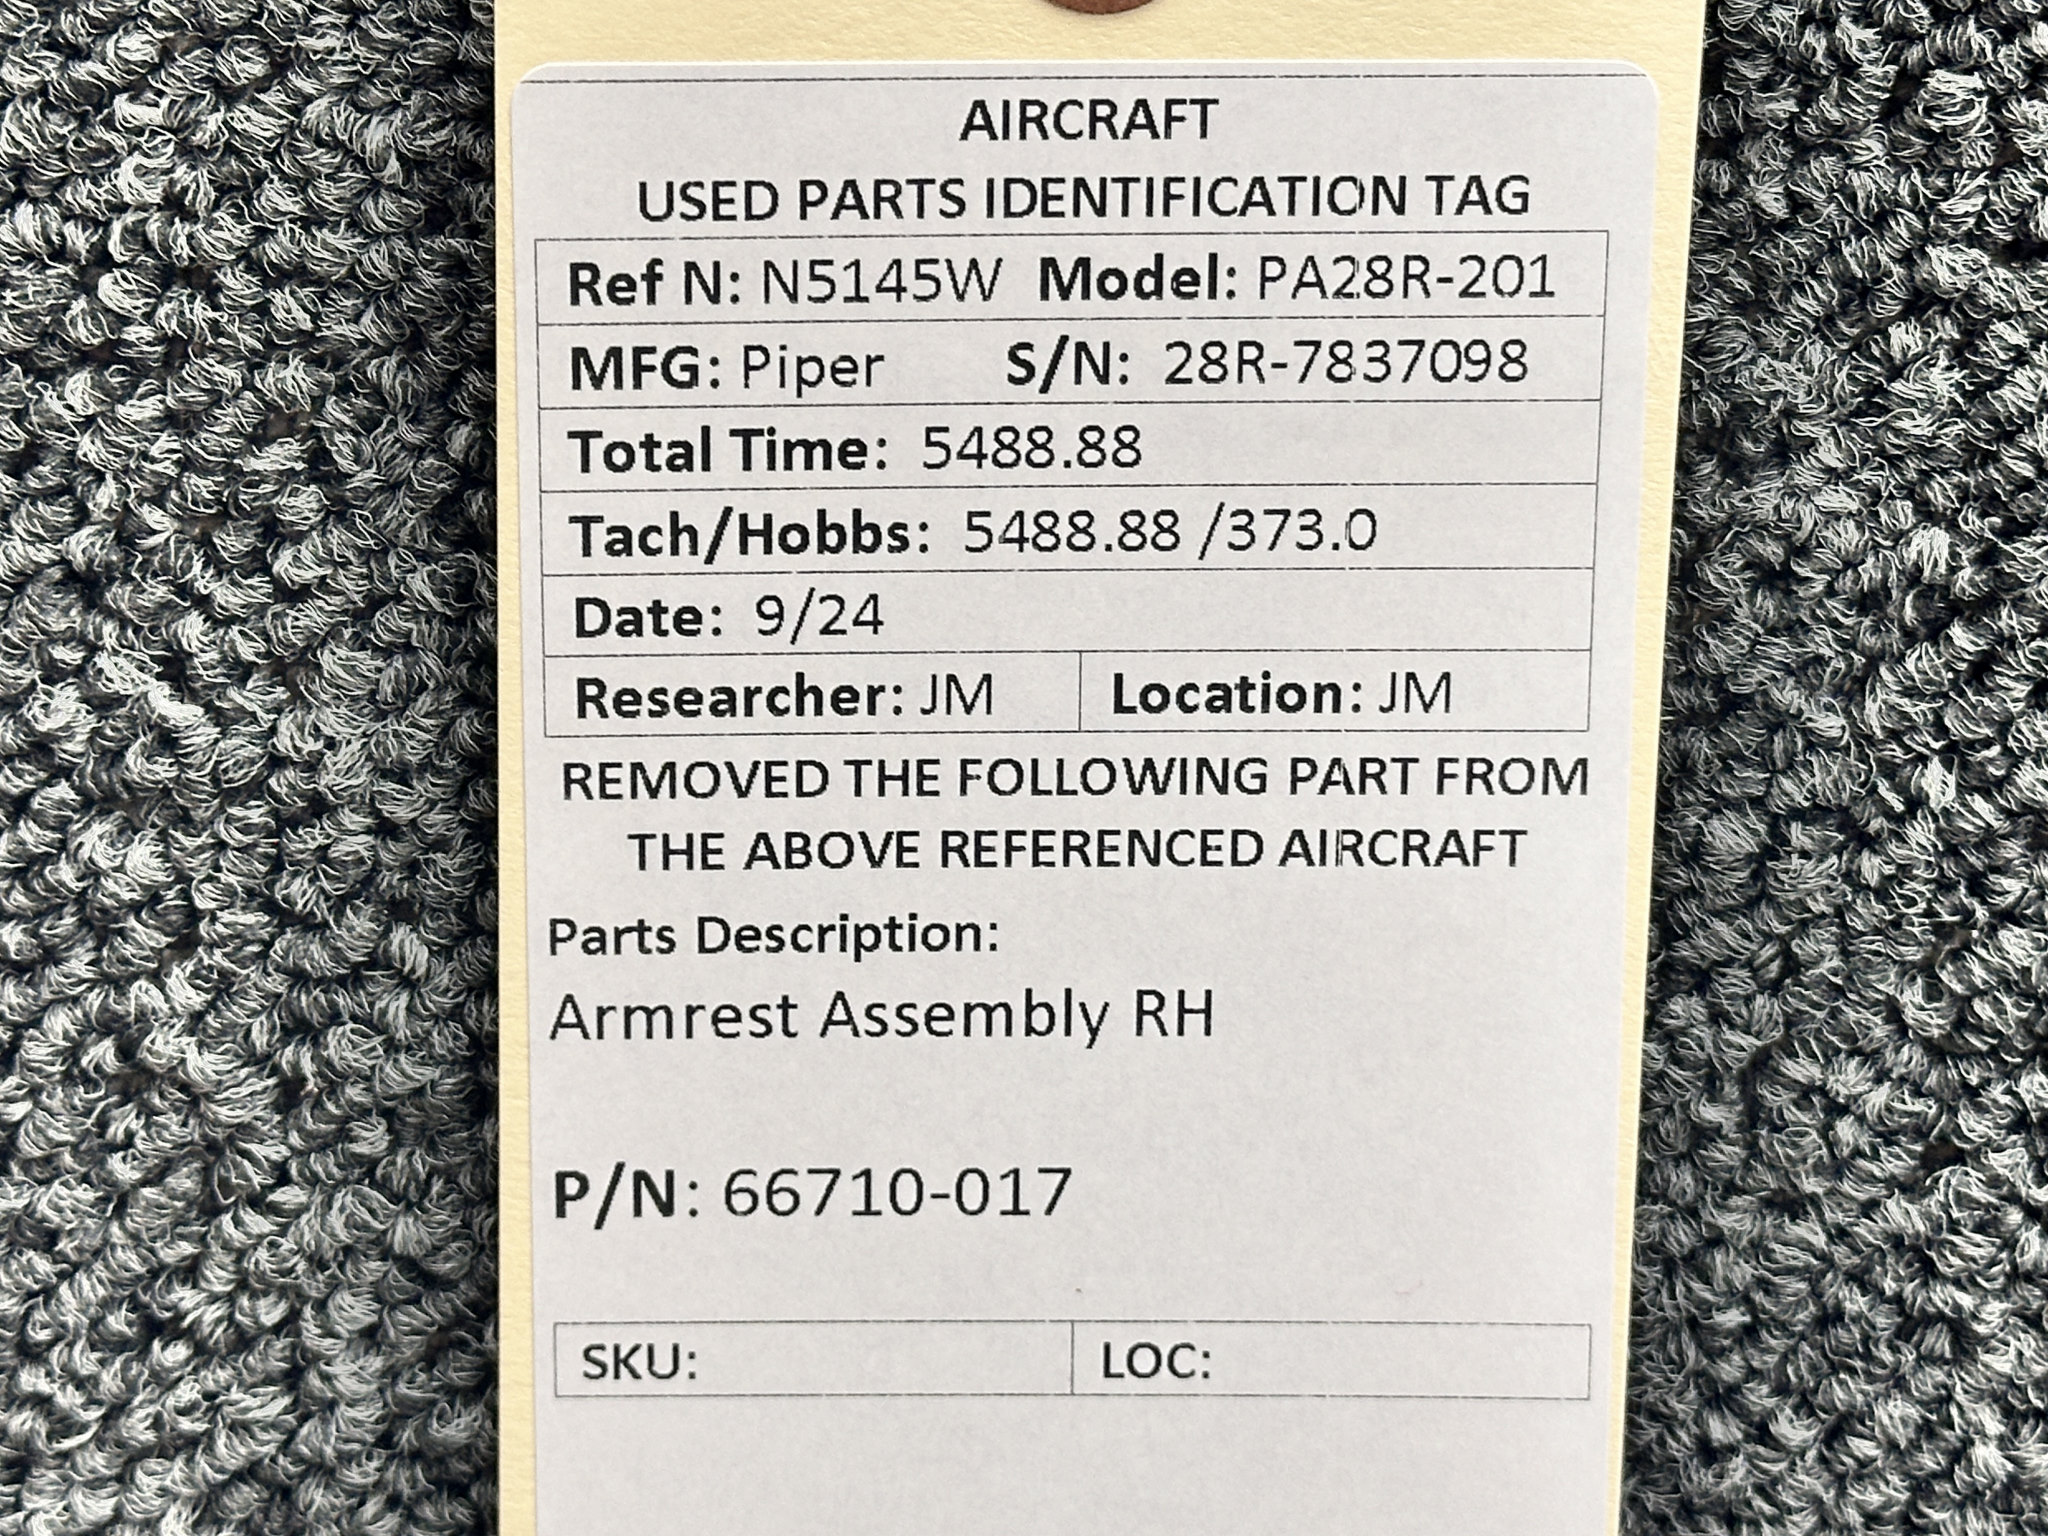 AIRCRAFT
USED PARTS IDENTIFICATION TAG
Ref N: N5145W Model: PA28R-201
MFG: Piper S/N: 28R-7837098
Total Time: 5488.88
Tach/Hobbs: 5488.88 /373.0
Date: 9/24
Researcher: JM Location: JM
REMOVED THE FOLLOWING PART FROM
THE ABOVE REFERENCED AIRCRAFT
Parts Description:
Armrest Assembly RH
P/N: 66710-017
SKU: LOC: